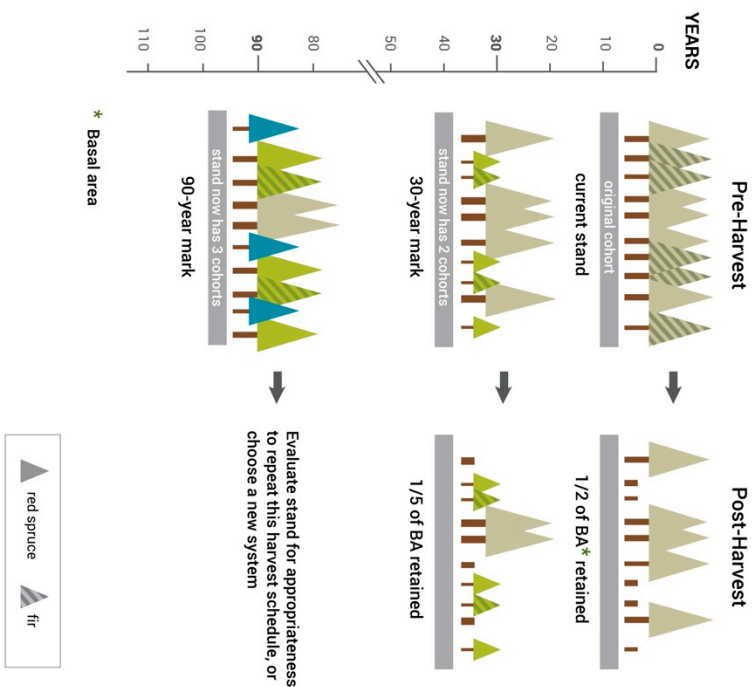 YEARS
Pre-Harvest
Post-Harvest
0
10
20
30
40
50
80
90
100
110
original cohort
current stand
1/2 of BA* retained
stand now has 2 cohorts
30-year mark
1/5 of BA retained
stand now has 3 cohorts
90-year mark
Evaluate stand for appropriateness
to repeat this harvest schedule, or
choose a new system
* Basal area
red spruce
fir